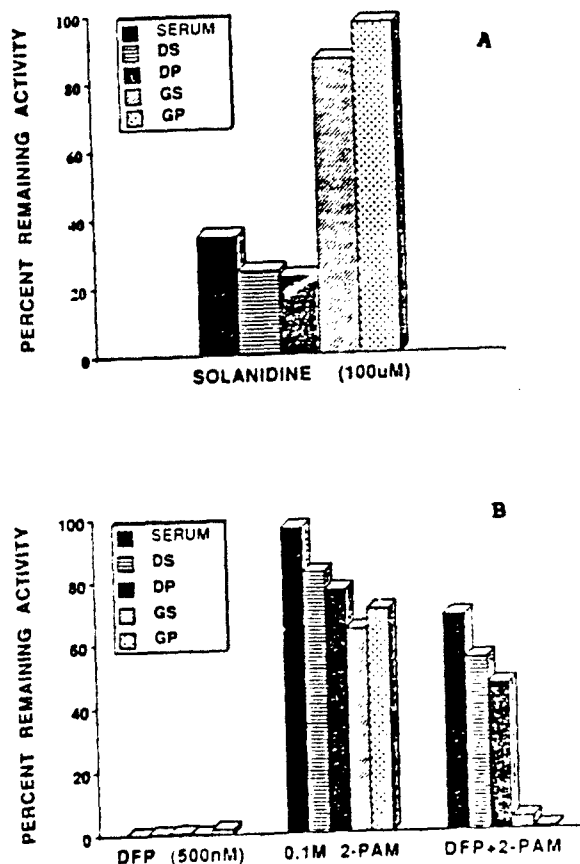 A
PERCENT REMAINING ACTIVITY
100
80
60
40
20
0
SERUM
DS
DP
GS
GP
SOLANIDINE (100uM)
B
PERCENT REMAINING ACTIVITY
100
80
60
40
20
0
SERUM
DS
DP
GS
GP
DFP (500nM) 0.1M 2-PAM DFP+2-PAM